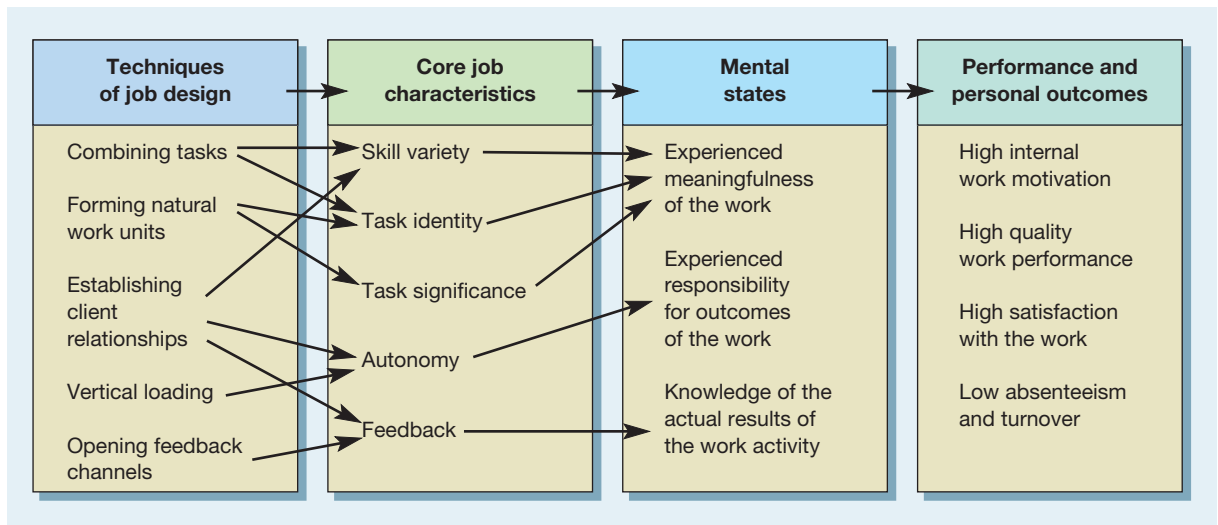 Techniques
of job design
Core job
characteristics
Mental
states
Performance and
personal outcomes
Combining tasks
Forming natural
work units
Establishing
client
relationships
Vertical loading
Opening feedback
channels
Skill variety
Task identity
Task significance
Autonomy
Feedback
Experienced
meaningfulness
of the work
Experienced
responsibility
for outcomes
of the work
Knowledge of the
actual results of
the work activity
High internal
work motivation
High quality
work performance
High satisfaction
with the work
Low absenteeism
and turnover